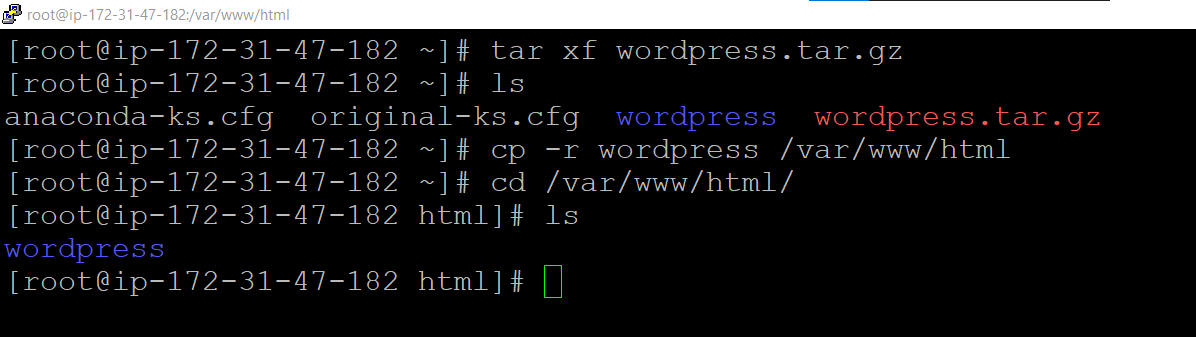 root@ip-172-31-47-182:/var/www/html
[root@ip-172-31-47-182 ~]# tar xf wordpress.tar.gz
[root@ip-172-31-47-182 ~]# ls
anaconda-ks.cfg  original-ks.cfg  wordpress  wordpress.tar.gz
[root@ip-172-31-47-182 ~]# cp -r wordpress /var/www/html
[root@ip-172-31-47-182 ~]# cd /var/www/html/
[root@ip-172-31-47-182 html]# ls
wordpress
[root@ip-172-31-47-182 html]#